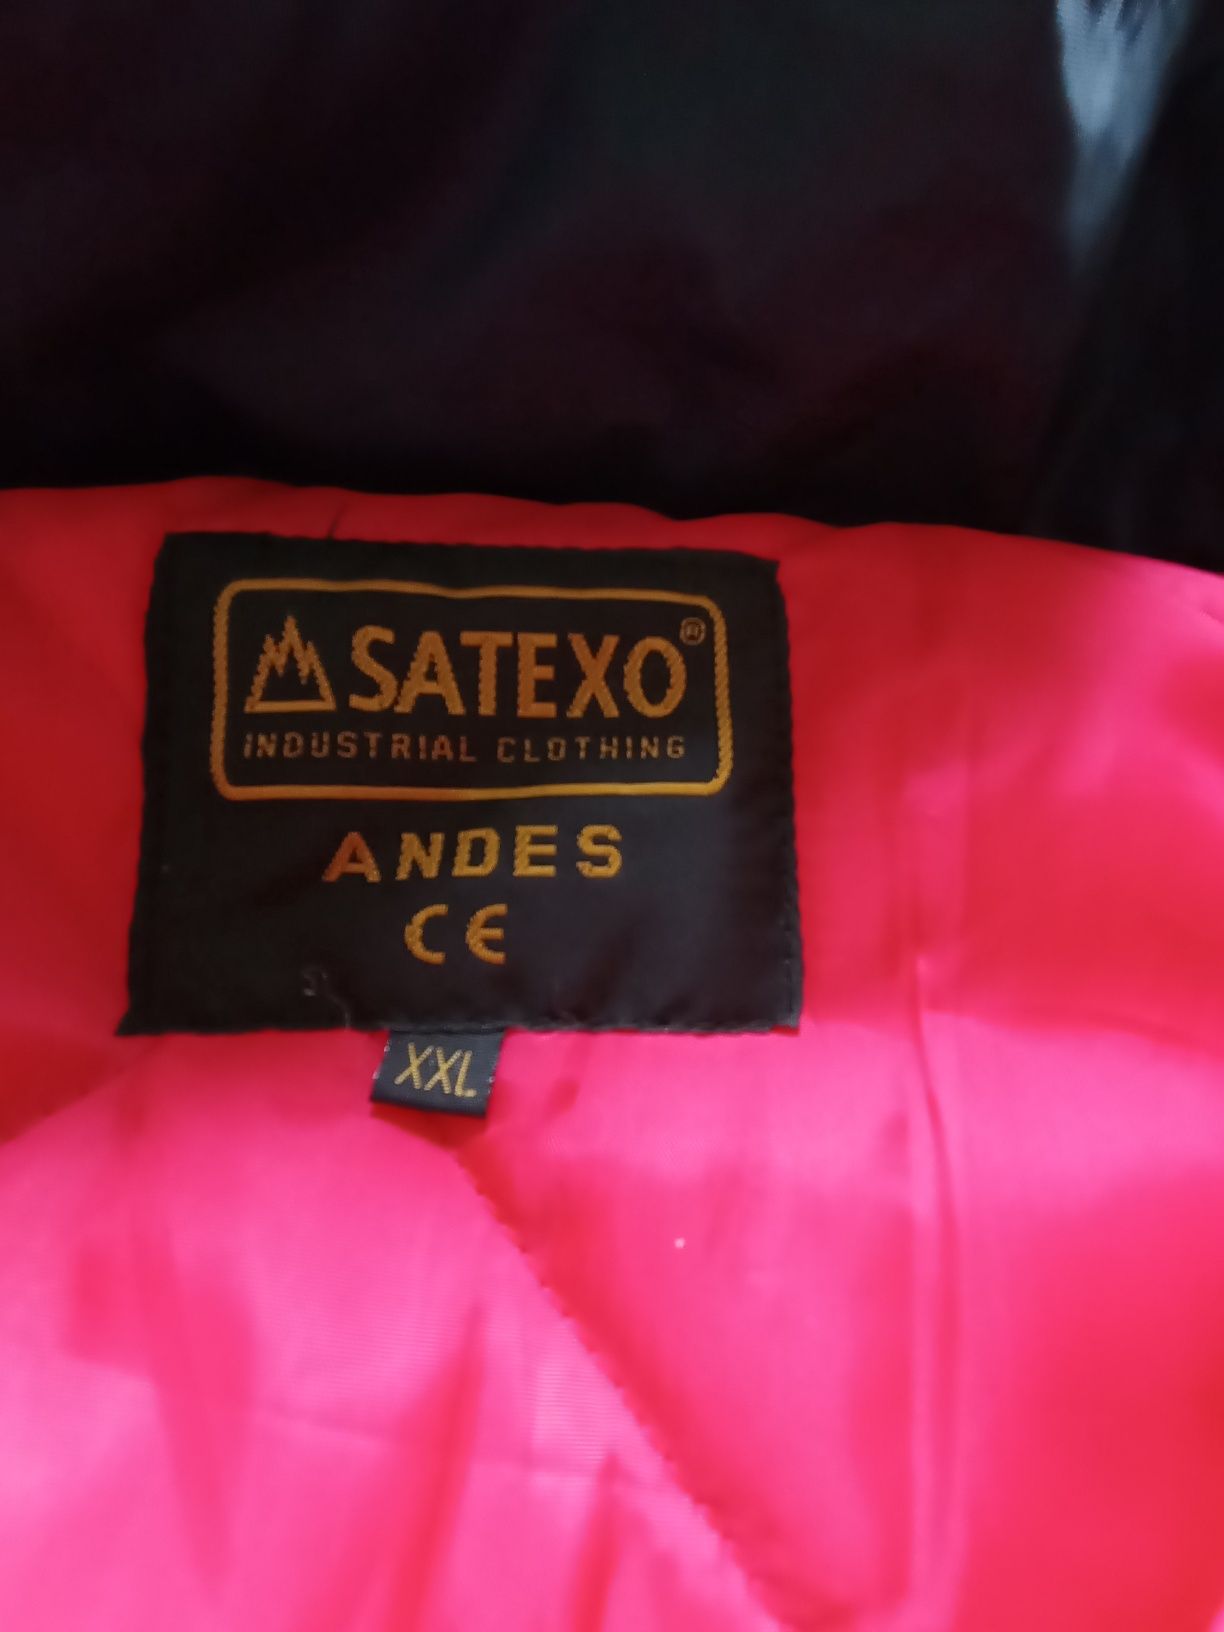 SATEXO®
INDUSTRIAL CLOTHING
ANDES
CE
XXL